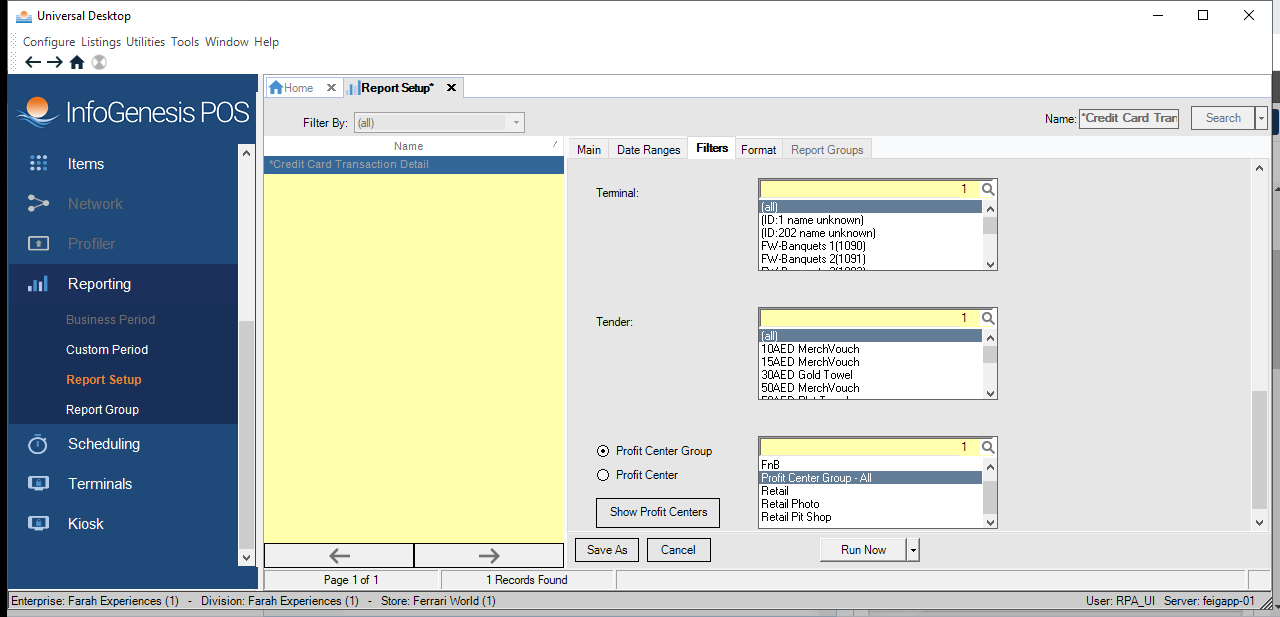 Universal Desktop
Configure Listings Utilities Tools Window Help
InfoGenesis POS
Items
Network
Profiler
Reporting
Business Period
Custom Period
Report Setup
Report Group
Scheduling
Terminals
Kiosk
Home
Report Setup*
Filter By: (all)
Name: *Credit Card Tran
Search
Name
*Credit Card Transaction Detail
Main
Date Ranges
Filters
Format
Report Groups
Terminal:
1
(all)
(ID:1 name unknown)
(ID:202 name unknown)
FW-Banquets 1(1090)
FW-Banquets 2(1091)
Tender:
1
(all)
10AED MerchVouch
15AED MerchVouch
30AED Gold Towel
50AED MerchVouch
Profit Center Group
Profit Center
Show Profit Centers
1
FnB
Profit Center Group - All
Retail
Retail Photo
Retail Pit Shop
Save As
Cancel
Run Now
Page 1 of 1
1 Records Found
Enterprise: Farah Experiences (1) - Division: Farah Experiences (1) - Store: Ferrari World (1)
User: RPA_UI Server: feigapp-01